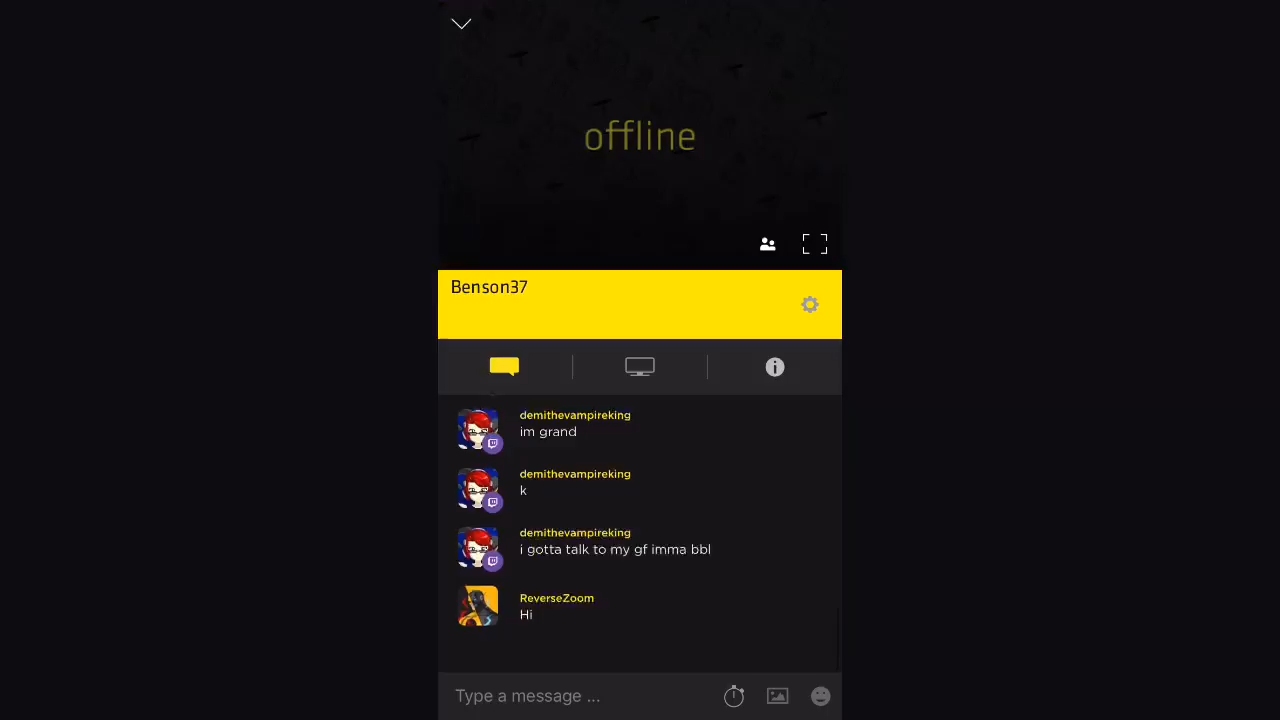 offline
Benson37
demithevampireking
im grand
demithevampireking
k
demithevampireking
i gotta talk to my gf imma bbl
ReverseZoom
Hi
Type a message ...